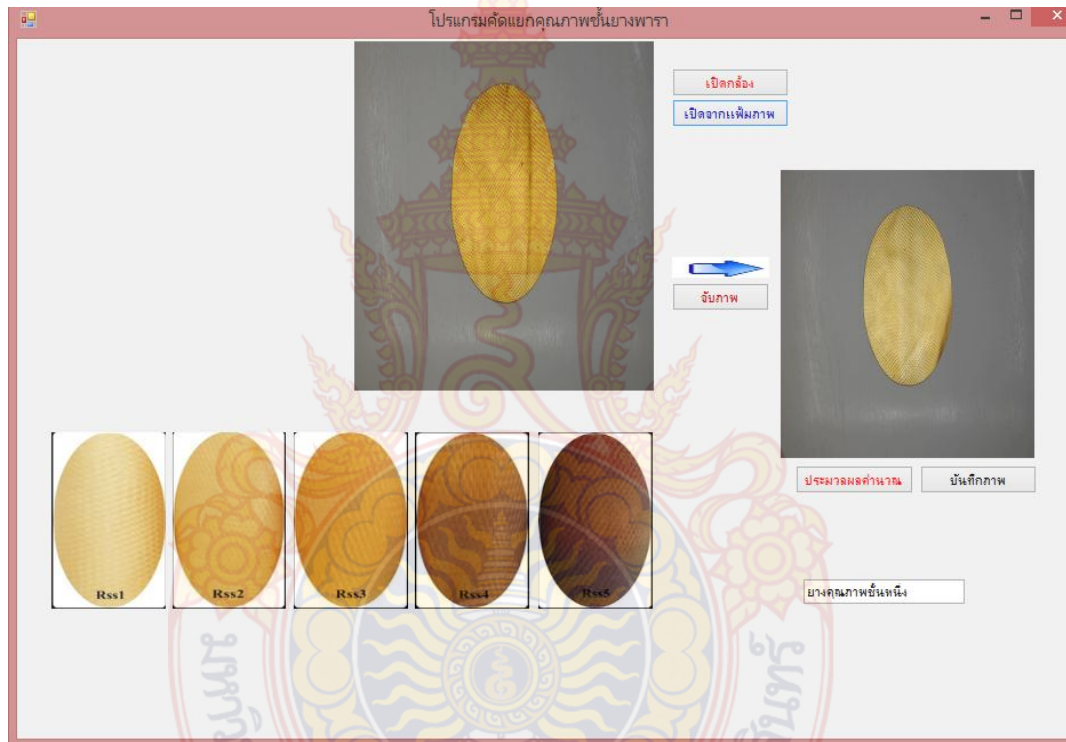 โปรแกรมคัดแยกคุณภาพชั้นยางพารา
เปิดกล้อง
เปิดจากแฟ้มภาพ
จับภาพ
ประมวลผลคำนวณ
บันทึกภาพ
Rss1
Rss2
Rss3
Rss4
Rss5
ยางคุณภาพชั้นหนึ่ง